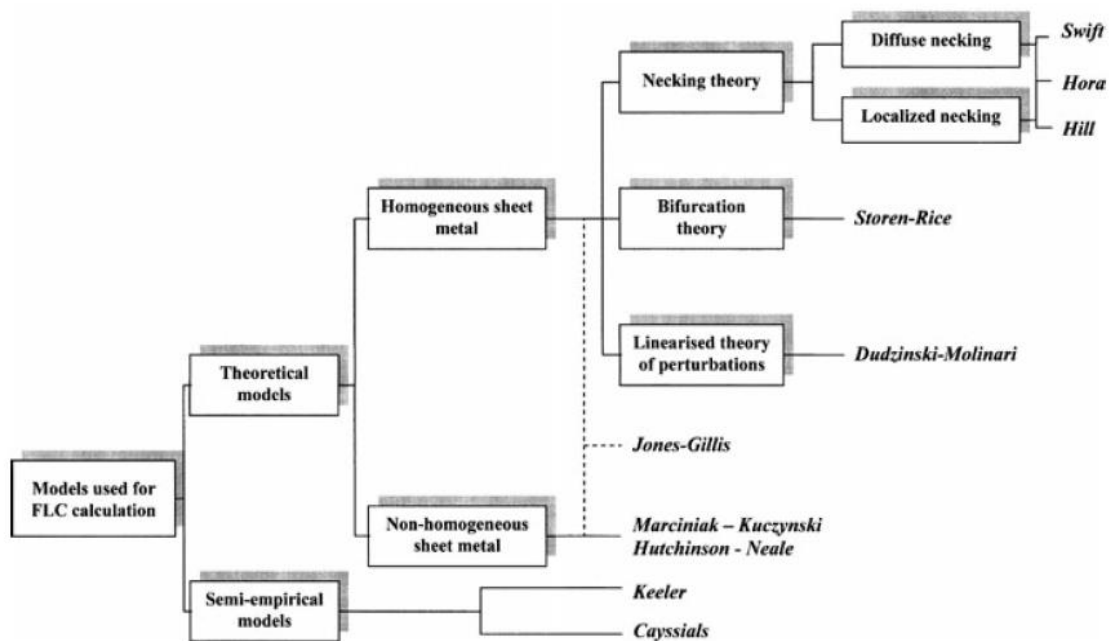 Swift
Diffuse necking
Necking theory
Hora
Localized necking
Hill
Homogeneous sheet
metal
Bifurcation
theory
Storen-Rice
Linearised theory
of perturbations
Dudzinski-Molinari
Theoretical
models
Jones-Gillis
Models used for
FLC calculation
Non-homogeneous
sheet metal
Marciniak – Kuczynski
Hutchinson - Neale
Semi-empirical
models
Keeler
Cayssials